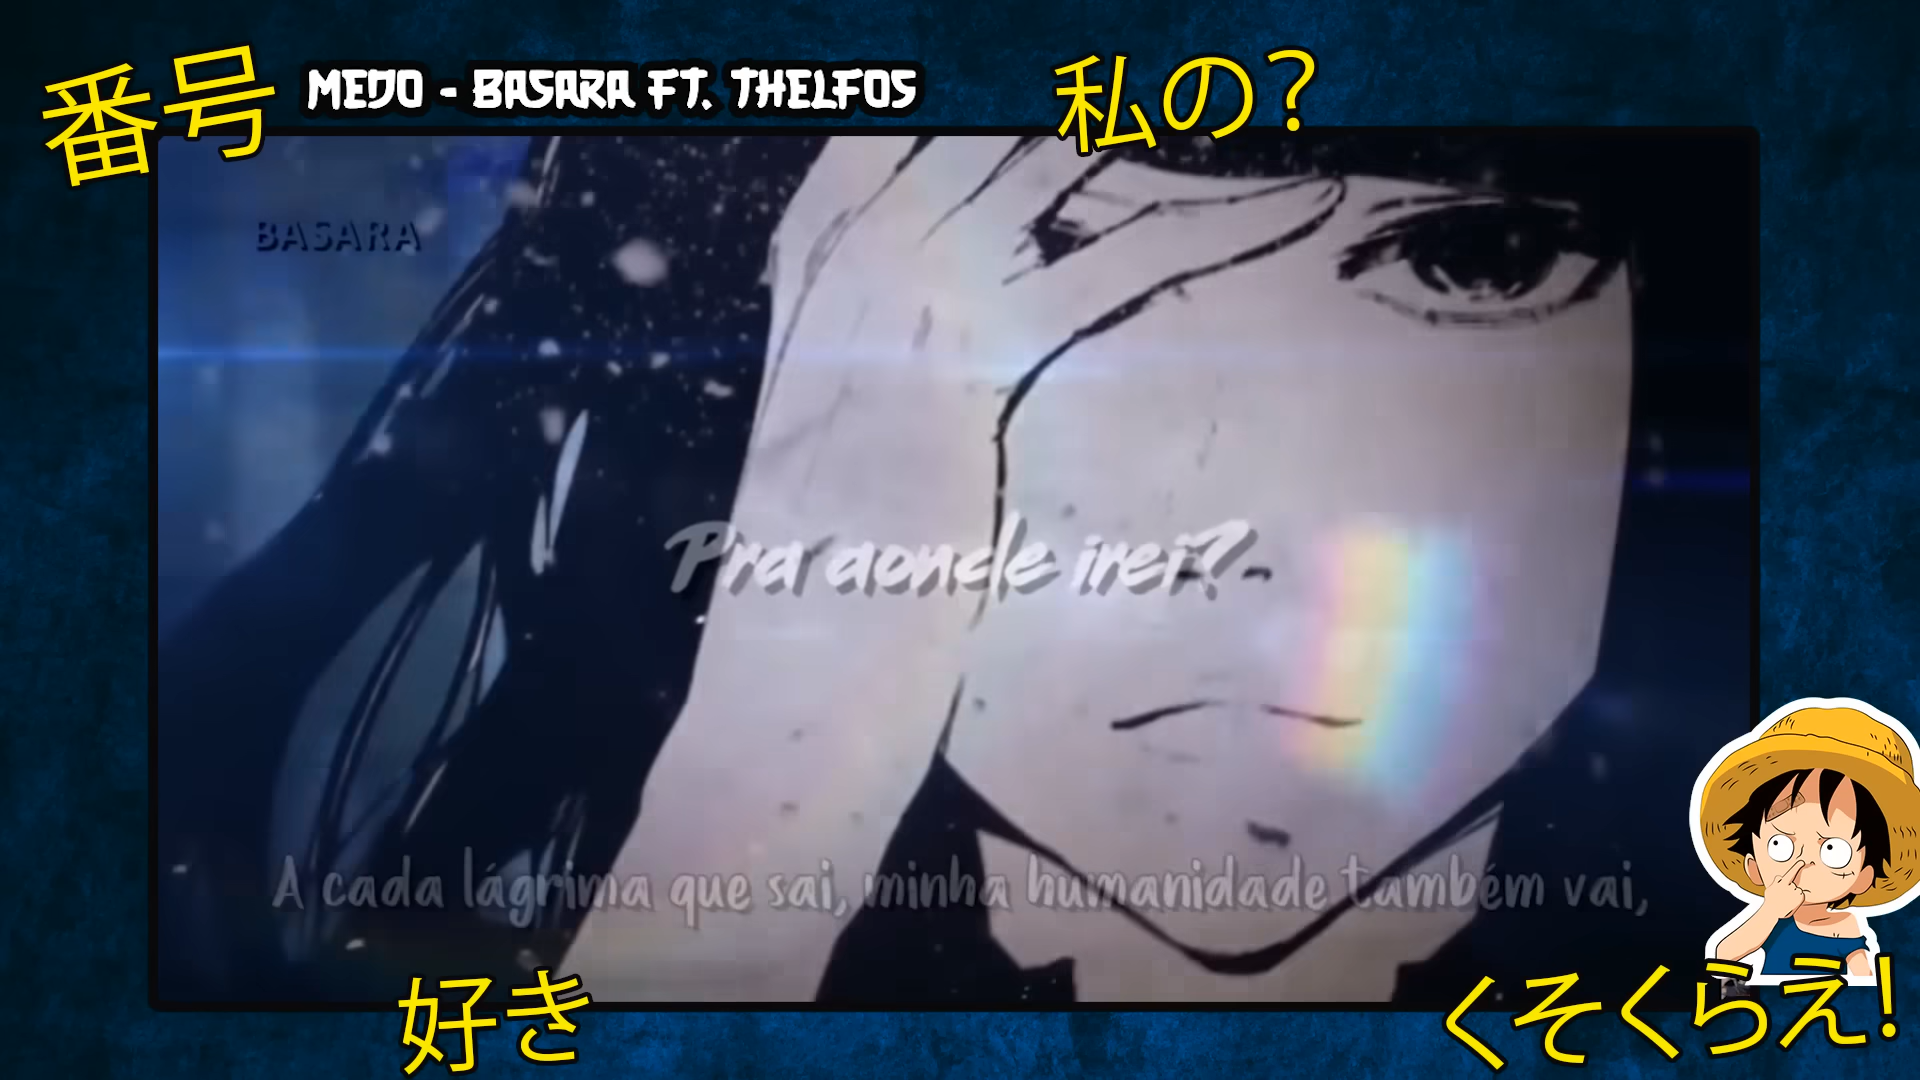 番号
MEDO - BASARA FT. THELFOS
私の?
BASARA
Pra aonde irei?
A cada lágrima que sai, minha humanidade também vai,
好き
くそくらえ!